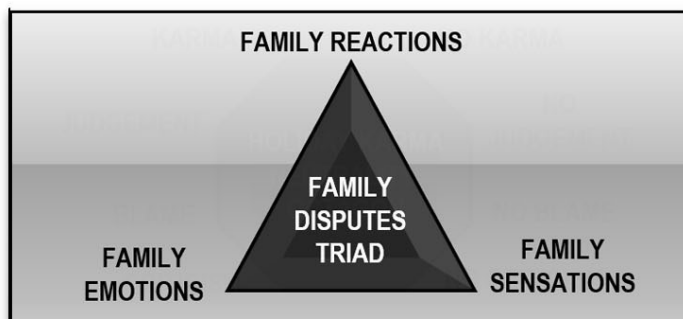 FAMILY REACTIONS
FAMILY
DISPUTES
TRIAD
FAMILY
EMOTIONS
FAMILY
SENSATIONS